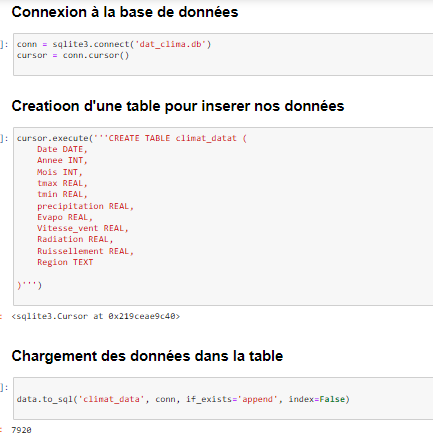 Connexion à la base de données
]: conn = sqlite3.connect('dat_clima.db')
cursor = conn.cursor()
Creatioon d'une table pour inserer nos données
]: cursor.execute('''CREATE TABLE climat_datat (
Date DATE,
Annee INT,
Mois INT,
tmax REAL,
tmin REAL,
precipitation REAL,
Evapo REAL,
Vitesse_vent REAL,
Radiation REAL,
Ruissellement REAL,
Region TEXT
)''')
: <sqlite3.Cursor at 0x219ceae9c40>
Chargement des données dans la table
]:
data.to_sql('climat_data', conn, if_exists='append', index=False)
: 7920